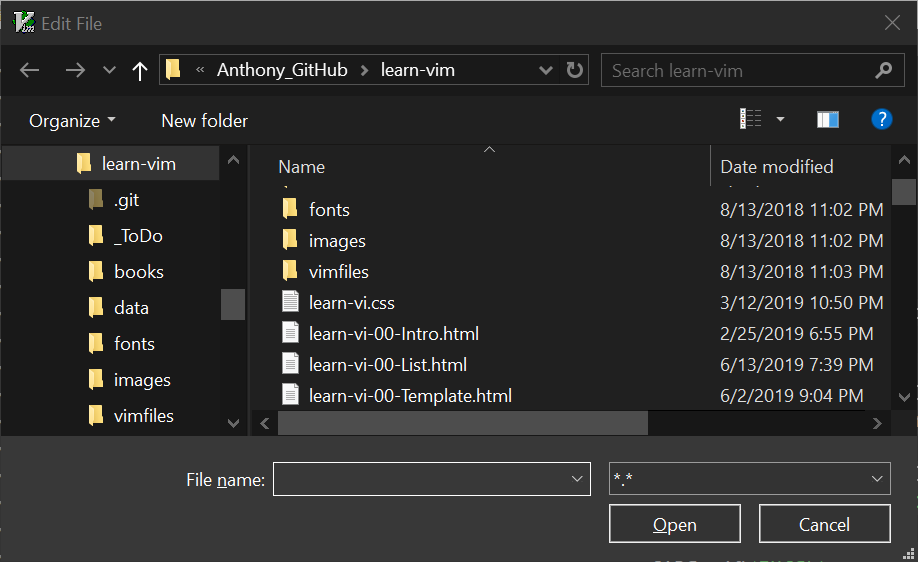 Edit File
« Anthony_GitHub > learn-vim
Search learn-vim
Organize New folder
learn-vim
.git
_ToDo
books
data
fonts
images
vimfiles
Name Date modified
fonts 8/13/2018 11:02 PM
images 8/13/2018 11:02 PM
vimfiles 8/13/2018 11:03 PM
learn-vi.css 3/12/2019 10:50 PM
learn-vi-00-Intro.html 2/25/2019 6:55 PM
learn-vi-00-List.html 6/13/2019 7:39 PM
learn-vi-00-Template.html 6/2/2019 9:04 PM
File name: *.*
Open Cancel